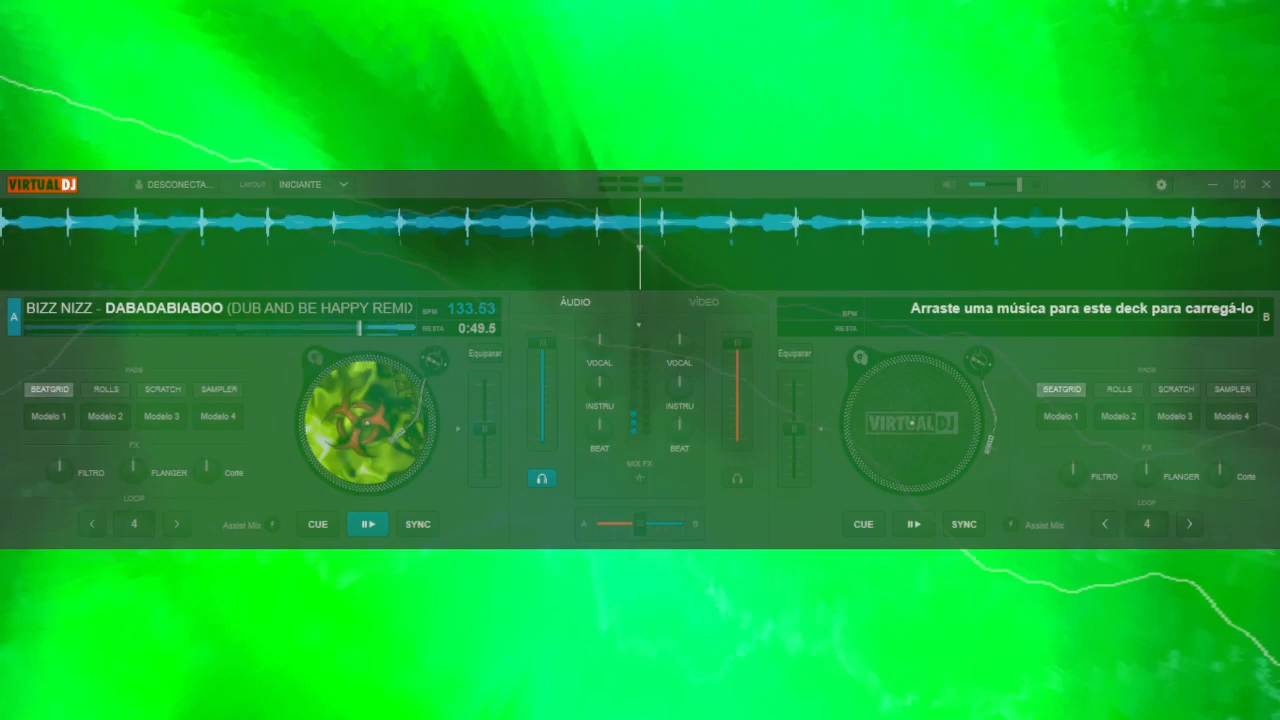 VIRTUALDJ
DESCONECTA...
LAYOUT
INICIANTE
A
BIZZ NIZZ - DABADABIABOO (DUB AND BE HAPPY REMI
BPM
133.53
RESTA
0:49.5
ÁUDIO
VÍDEO
BPM
RESTA
Arraste uma música para este deck para carregá-lo
B
Equiparar
PADS
BEATGRID
ROLLS
SCRATCH
SAMPLER
Modelo 1
Modelo 2
Modelo 3
Modelo 4
FX
FILTRO
FLANGER
Corte
LOOP
4
Assist Mix
CUE
SYNC
VOCAL
VOCAL
INSTRU
INSTRU
BEAT
BEAT
MIX FX
A
B
Equiparar
VIRTUALDJ
PADS
BEATGRID
ROLLS
SCRATCH
SAMPLER
Modelo 1
Modelo 2
Modelo 3
Modelo 4
FX
FILTRO
FLANGER
Corte
LOOP
CUE
SYNC
Assist Mix
4